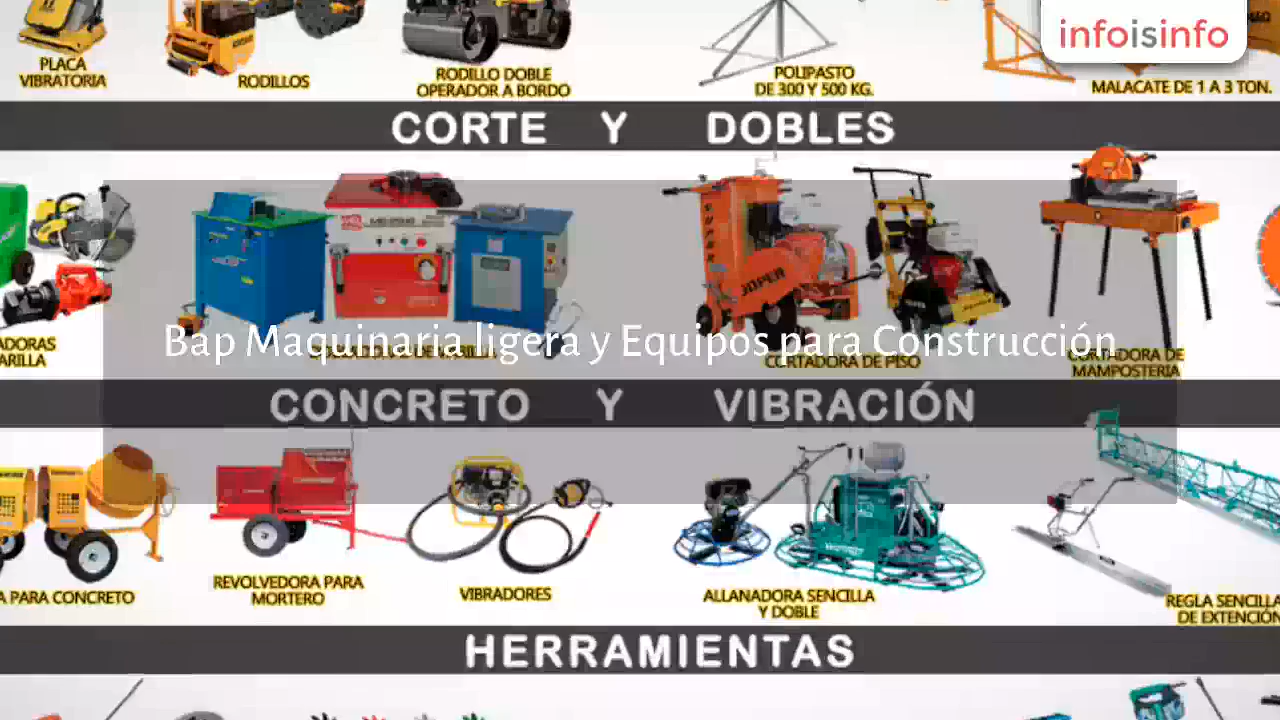 infoisinfo
PLACA
VIBRATORIA
RODILLOS
RODILLO DOBLE
OPERADOR A BORDO
POLIPASTO
DE 300 Y 500 KG.
MALACATE DE 1 A 3 TON.
CORTE Y DOBLES
JOPER
ADORAS
ARILLA
Bap Maquinaria ligera y Equipos para Construcción
CORTADORA DE PISO
CORTADORA DE
MAMPOSTERIA
CONCRETO Y VIBRACIÓN
A PARA CONCRETO
REVOLVEDORA PARA
MORTERO
VIBRADORES
ALLANADORA SENCILLA
Y DOBLE
REGLA SENCILLA
DE EXTENCIÓN
HERRAMIENTAS